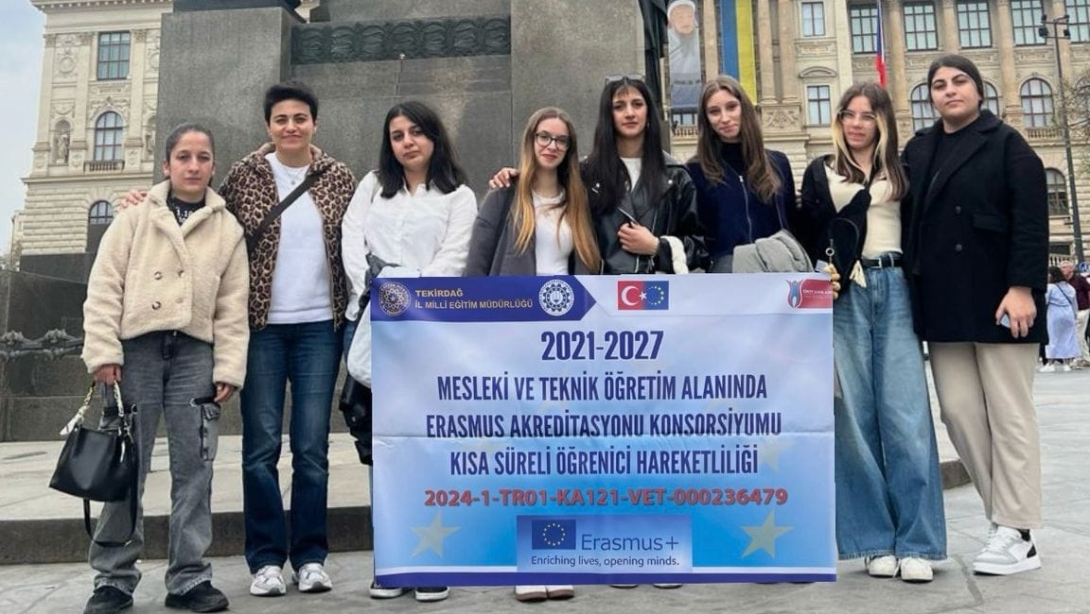 TEKİRDAĞ
İL MİLLİ EĞİTİM MÜDÜRLÜĞÜ
2021-2027
MESLEKİ VE TEKNİK ÖĞRETİM ALANINDA
ERASMUS AKREDİTASYONU KONSORSİYUMU
KISA SÜRELİ ÖĞRENİCİ HAREKETLİLİĞİ
2024-1-TR01-KA121-VET-000236479
Erasmus+
Enriching lives, opening minds.